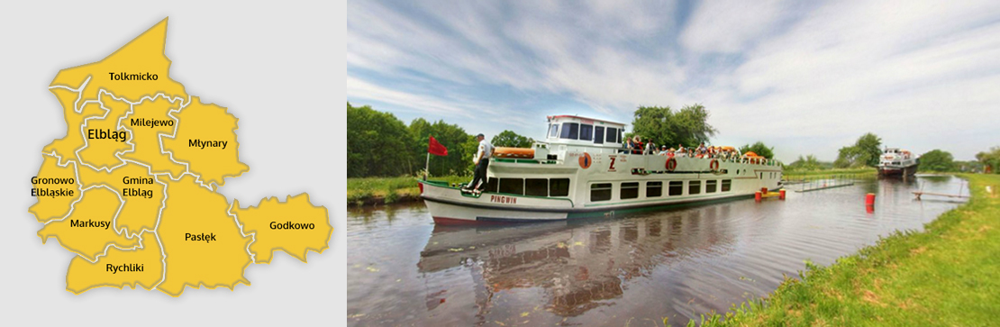 Tolkmicko
Milejewo
Elbląg
Młynary
Gronowo
Elbląskie
Gmina
Elbląg
Markusy
Pasłęk
Godkowo
Rychliki
PINGWIN
Ż